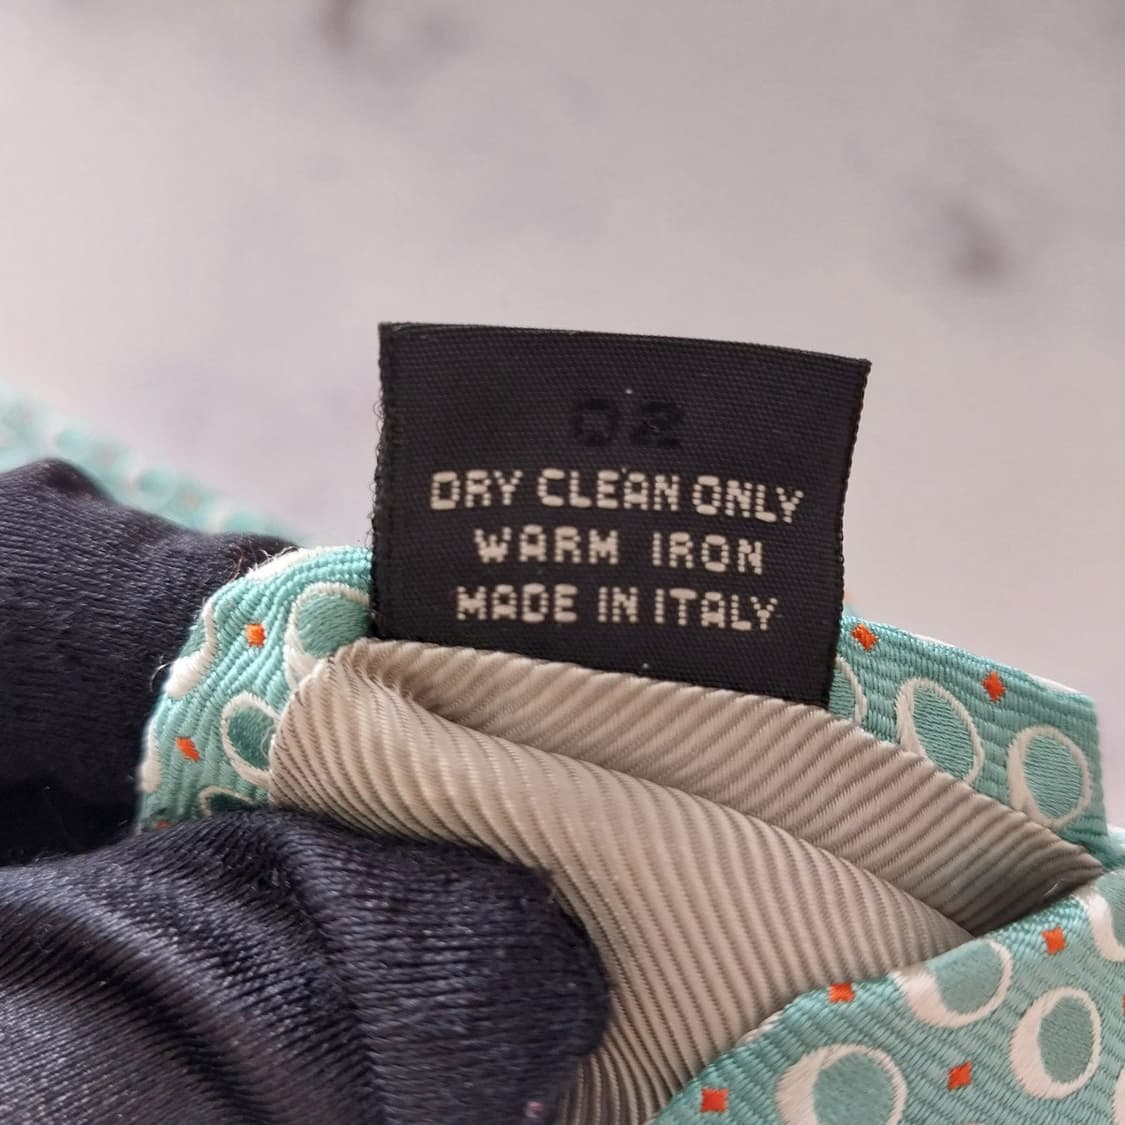 02
DRY CLEAN ONLY
WARM IRON
MADE IN ITALY